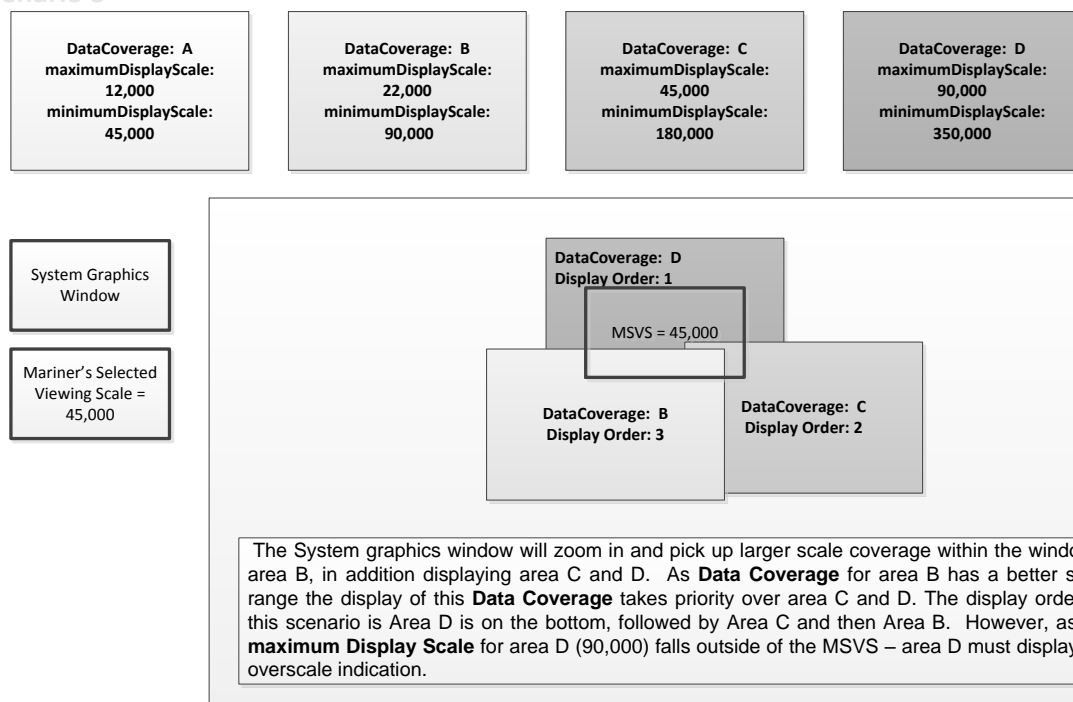 DataCoverage: A
maximumDisplayScale:
12,000
minimumDisplayScale:
45,000
DataCoverage: B
maximumDisplayScale:
22,000
minimumDisplayScale:
90,000
DataCoverage: C
maximumDisplayScale:
45,000
minimumDisplayScale:
180,000
DataCoverage: D
maximumDisplayScale:
90,000
minimumDisplayScale:
350,000
System Graphics
Window
Mariner's Selected
Viewing Scale =
45,000
DataCoverage: D
Display Order: 1
MSVS = 45,000
DataCoverage: B
Display Order: 3
DataCoverage: C
Display Order: 2
The System graphics window will zoom in and pick up larger scale coverage within the
area B, in addition displaying area C and D. As Data Coverage for area B has a better
range the display of this Data Coverage takes priority over area C and D. The display
this scenario is Area D is on the bottom, followed by Area C and then Area B. However, as
maximum Display Scale for area D (90,000) falls outside of the MSVS – area D must display
overscale indication.